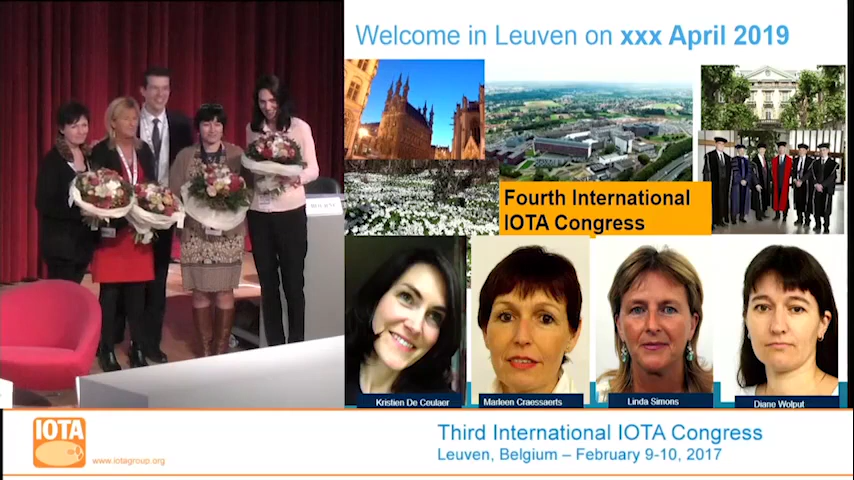 Welcome in Leuven on xxx April 2019
Fourth International
IOTA Congress
Kristien De Ceulaer
Marleen Craessaerts
Linda Simons
Diane Wolput
IOTA
www.iotagroup.org
Third International IOTA Congress
Leuven, Belgium – February 9-10, 2017